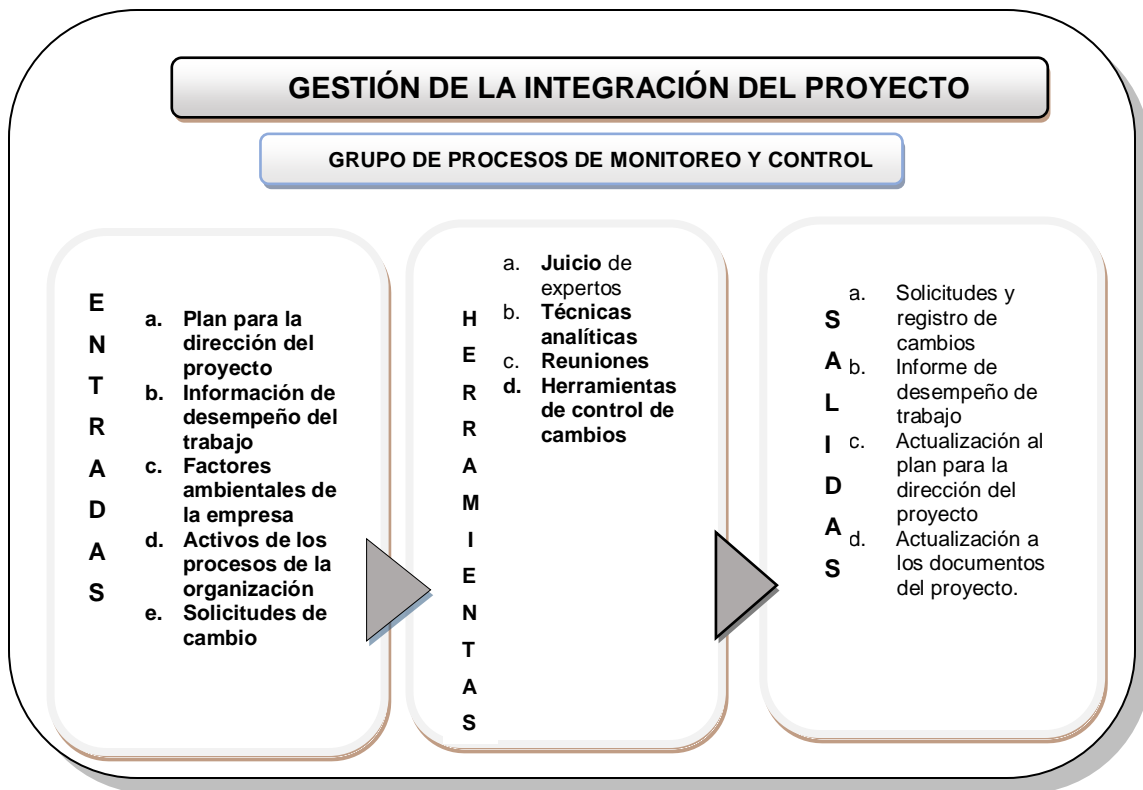 GESTIÓN DE LA INTEGRACIÓN DEL PROYECTO
GRUPO DE PROCESOS DE MONITOREO Y CONTROL
ENTRADAS
a. Plan para la
dirección del
proyecto
b. Información de
desempeño del
trabajo
c. Factores
ambientales de
la empresa
d. Activos de los
procesos de la
organización
e. Solicitudes de
cambio
HERRAMIENTAS
a. Juicio de
expertos
b. Técnicas
analíticas
c. Reuniones
d. Herramientas
de control de
cambios
SALIDAS
a. Solicitudes y
registro de
cambios
b. Informe de
desempeño de
trabajo
c. Actualización al
plan para la
dirección del
proyecto
d. Actualización a
los documentos
del proyecto.